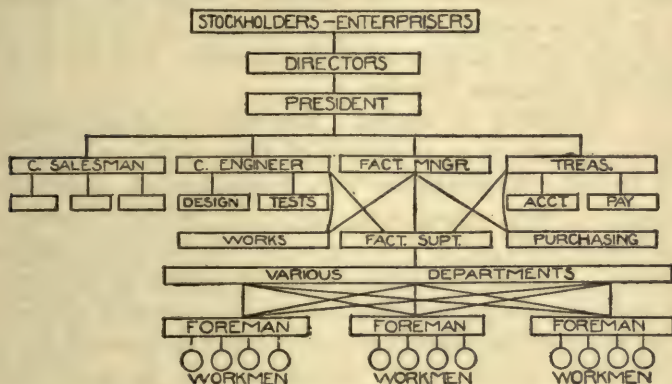 STOCKHOLDERS-ENTERPRISERS
DIRECTORS
PRESIDENT
C. SALESMAN C. ENGINEER FACT. MNGR. TREAS.
DESIGN TESTS ACCT. PAY
WORKS FACT. SUPT. PURCHASING
VARIOUS DEPARTMENTS
FOREMAN FOREMAN FOREMAN
WORKMEN WORKMEN WORKMEN